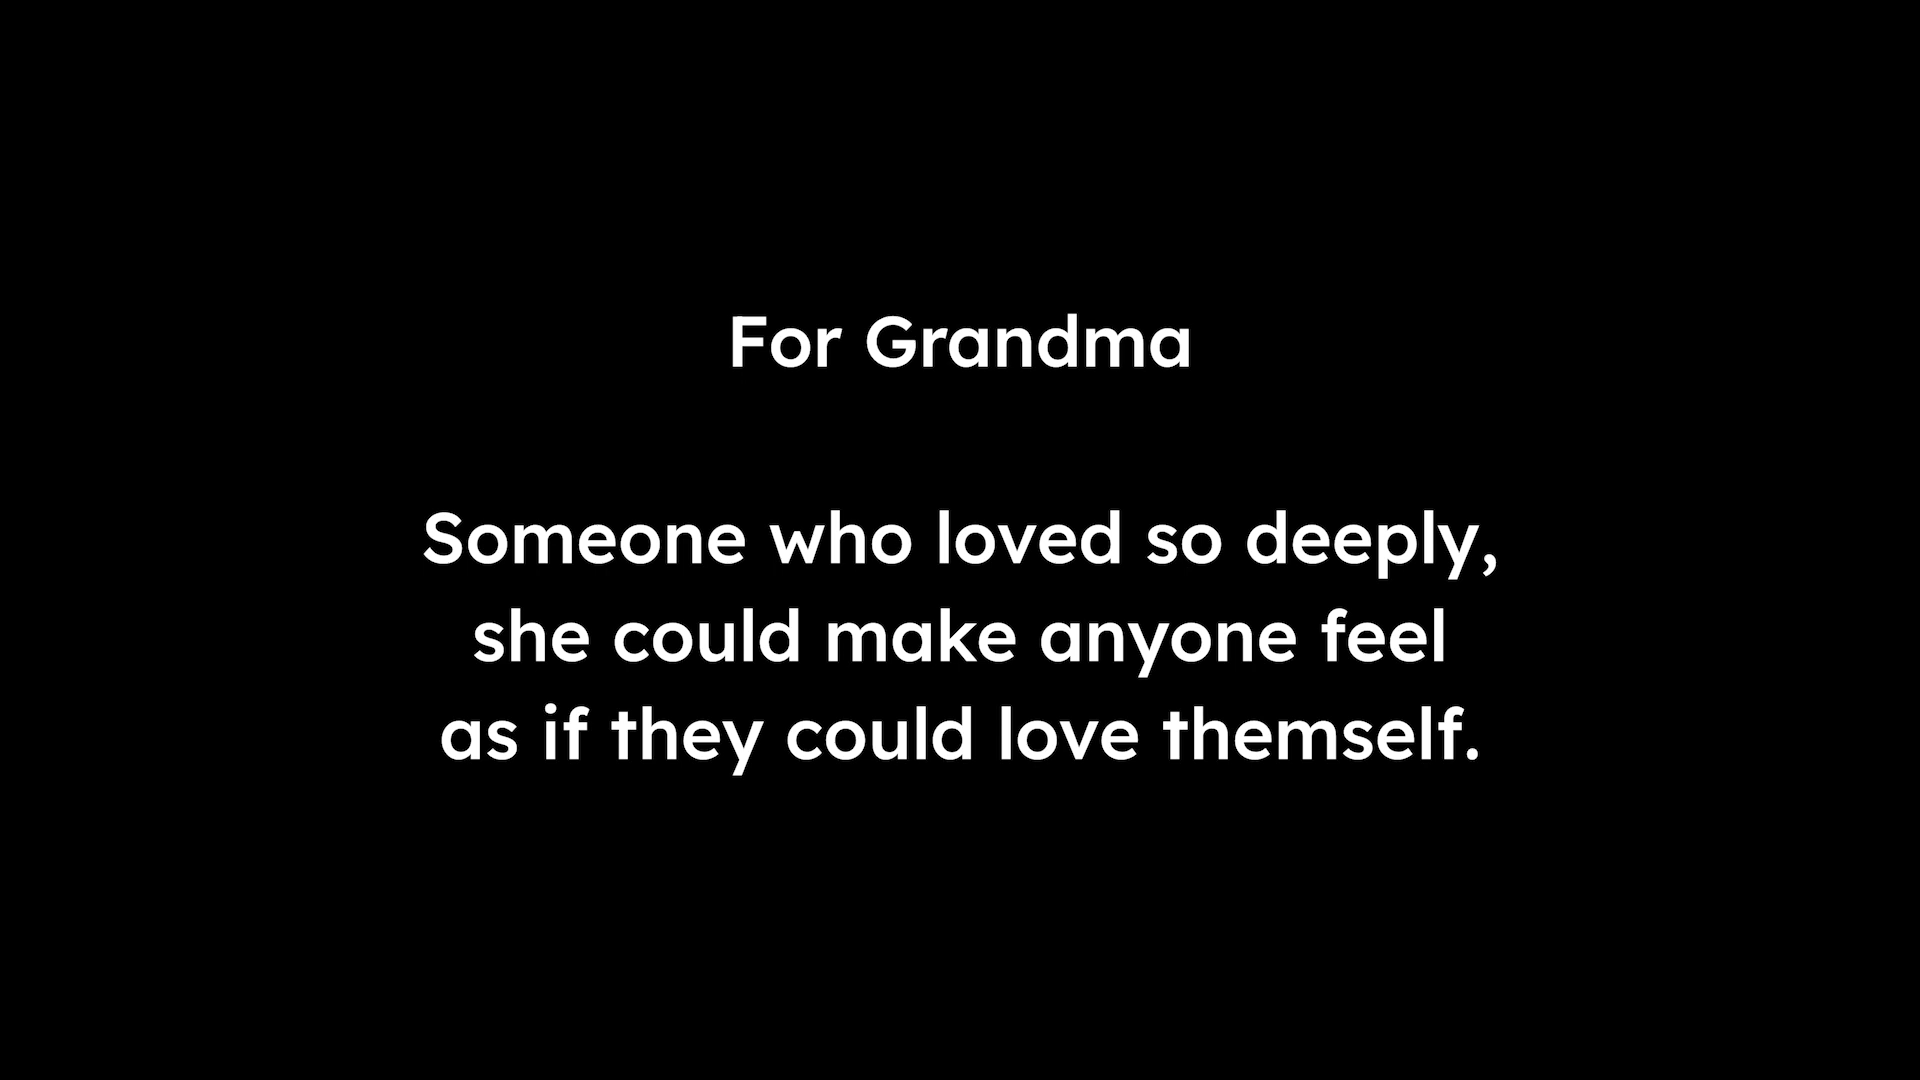 For Grandma
Someone who loved so deeply,
she could make anyone feel
as if they could love themself.